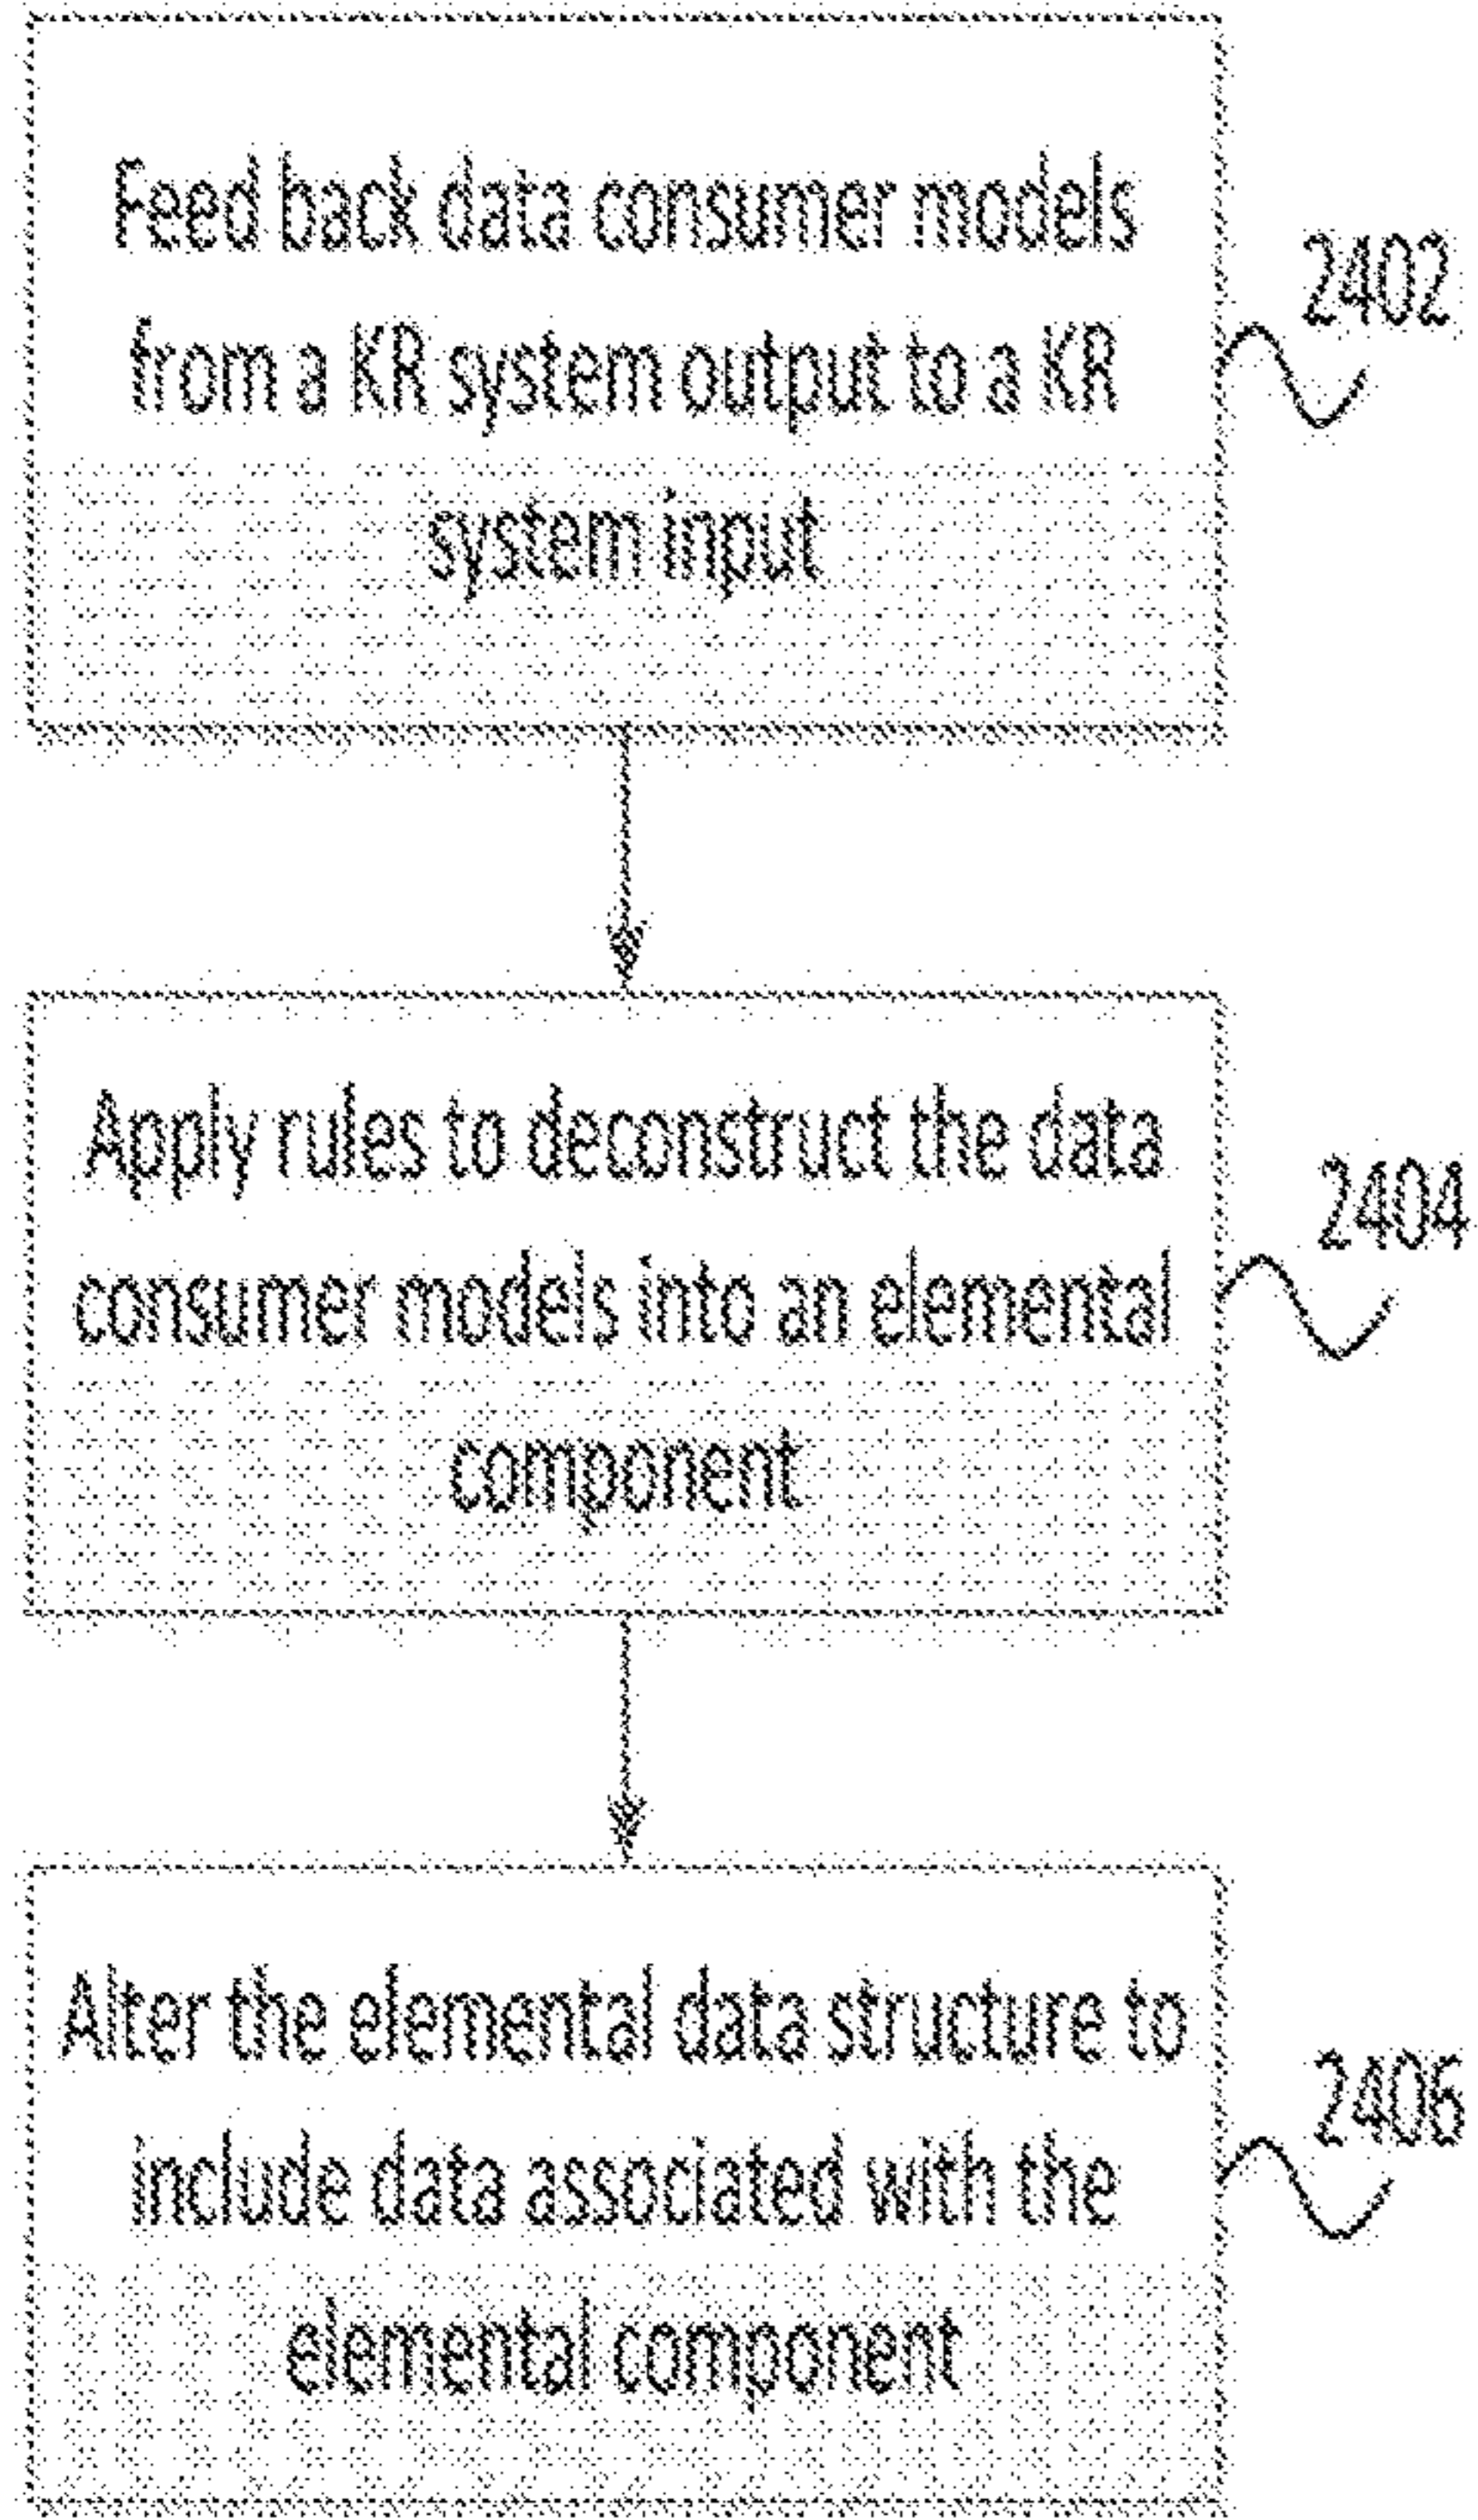 Feed back data consumer models
from a KR system output to a KR
system input
2402
Apply rules to deconstruct the data
consumer models into an elemental
component
2404
Alter the elemental data structure to
include data associated with the
elemental component
2406